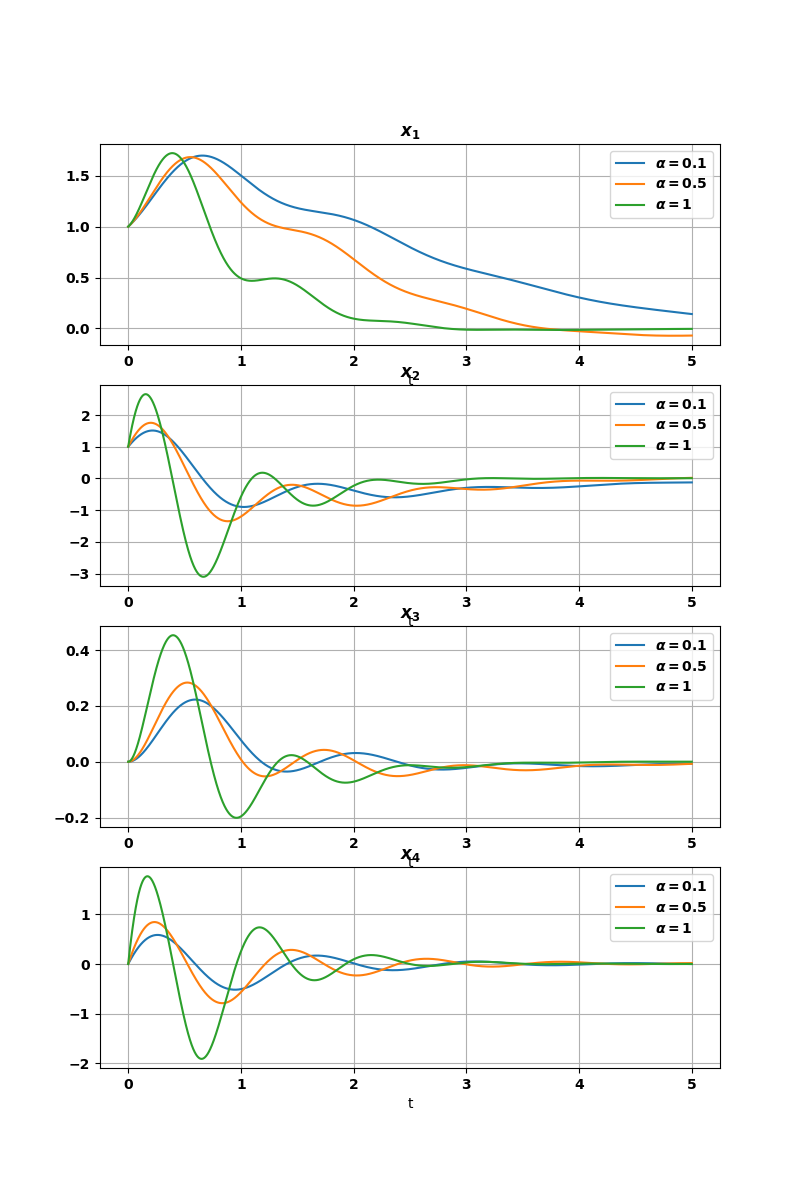 x₁
1.5
1.0
0.5
0.0
α = 0.1
α = 0.5
α = 1
0 1 2 3 4 5
t
x₂
2
1
0
−1
−2
−3
α = 0.1
α = 0.5
α = 1
0 1 2 3 4 5
t
x₃
0.4
0.2
0.0
−0.2
α = 0.1
α = 0.5
α = 1
0 1 2 3 4 5
t
x₄
1
0
−1
−2
α = 0.1
α = 0.5
α = 1
0 1 2 3 4 5
t